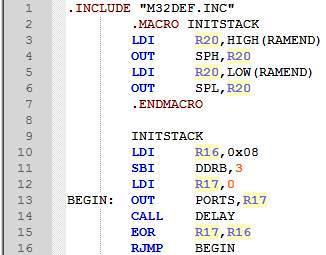 1 .INCLUDE "M32DEF.INC"
2 .MACRO INITSTACK
3 LDI R20,HIGH(RAMEND)
4 OUT SPH,R20
5 LDI R20,LOW(RAMEND)
6 OUT SPL,R20
7 .ENDMACRO
8
9 INITSTACK
10 LDI R16,0x08
11 SBI DDRB,3
12 LDI R17,0
13 BEGIN: OUT PORTS,R17
14 CALL DELAY
15 EOR R17,R16
16 RJMP BEGIN